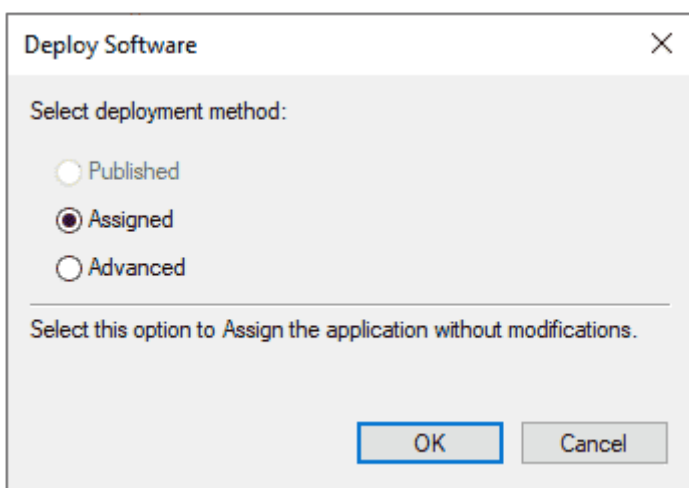 Deploy Software
Select deployment method:
Published
Assigned
Advanced
Select this option to Assign the application without modifications.
OK Cancel